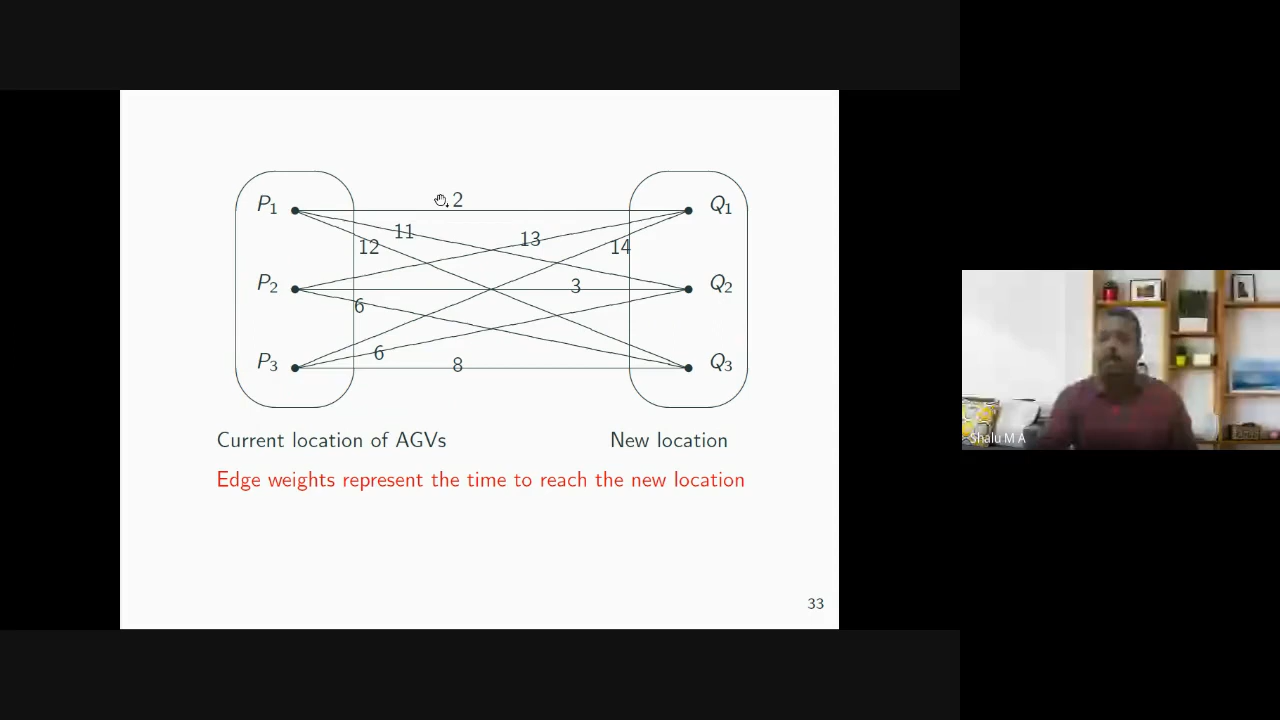 P1 2 Q1
11 13
12 14
P2 3 Q2
6
6
P3 8 Q3
Current location of AGVs New location
Edge weights represent the time to reach the new location
33
Shalu M A